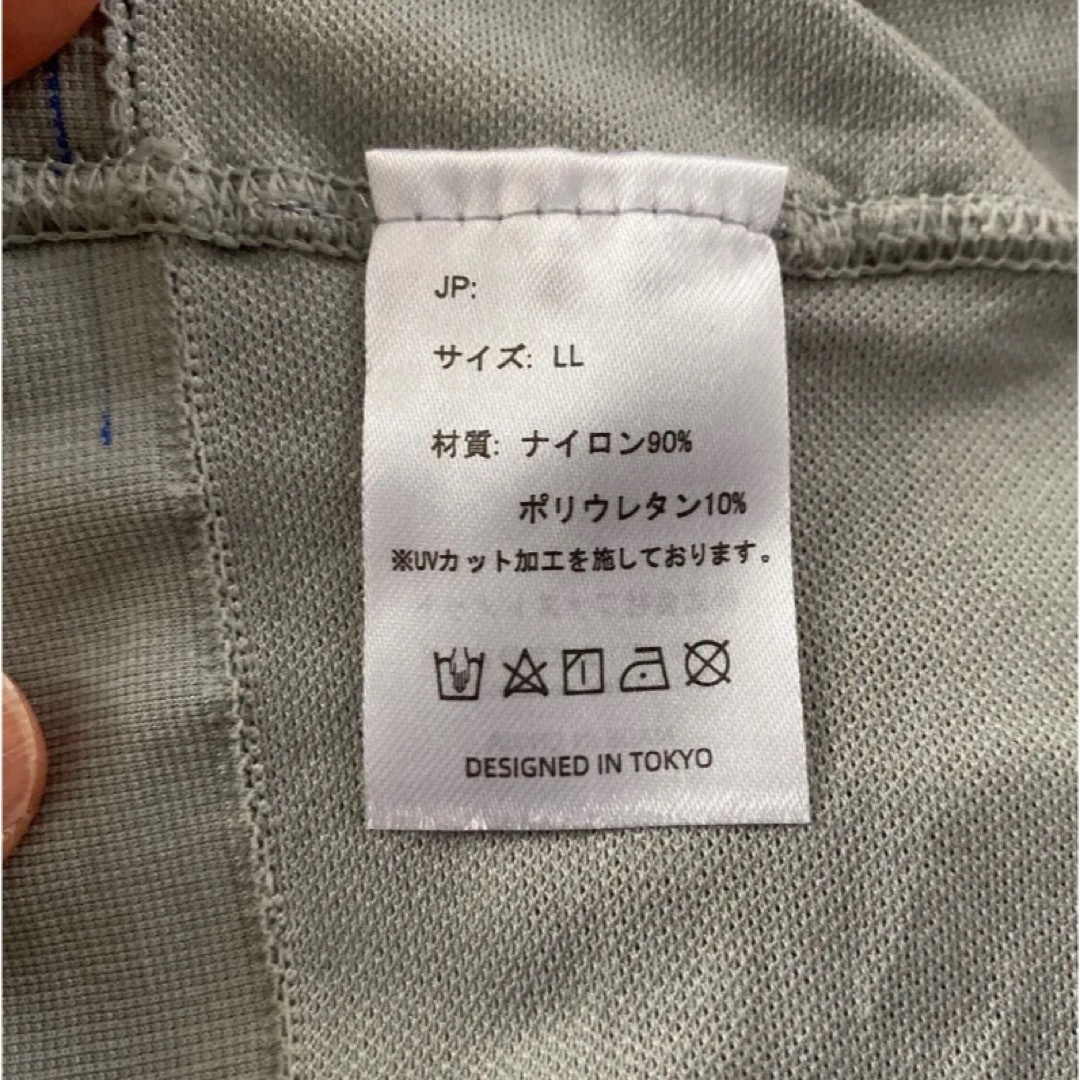 JP:
サイズ: LL
材質: ナイロン90%
ポリウレタン10%
※UVカット加工を施しております。
DESIGNED IN TOKYO